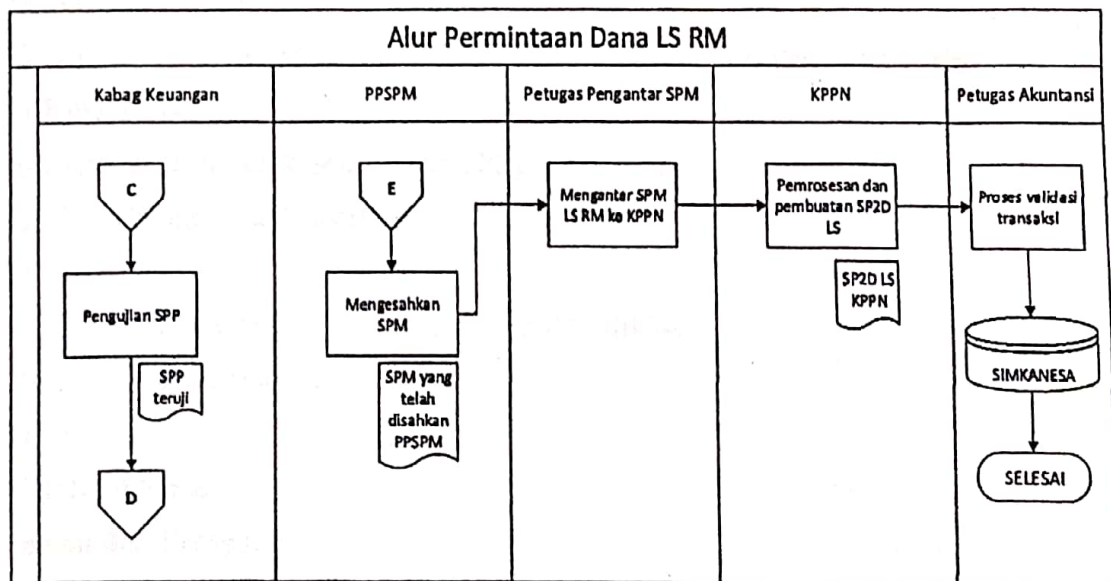 Alur Permintaan Dana LS RM
Kabag Keuangan
PPSPM
Petugas Pengantar SPM
KPPN
Petugas Akuntansi
C
Pengujian SPP
SPP
teruji
D
E
Mengesahkan
SPM
SPM yang
telah
disahkan
PPSPM
Mengantar SPM
LS RM ke KPPN
Pemrosesan dan
pembuatan SP2D
LS
SP2D LS
KPPN
Proses validasi
transaksi
SIMKANESA
SELESAI